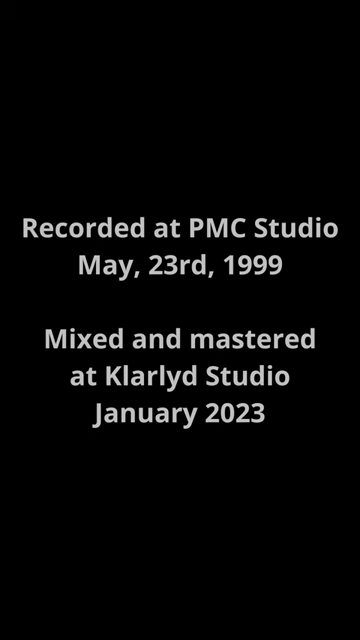 Recorded at PMC Studio
May, 23rd, 1999
Mixed and mastered
at Klarlyd Studio
January 2023